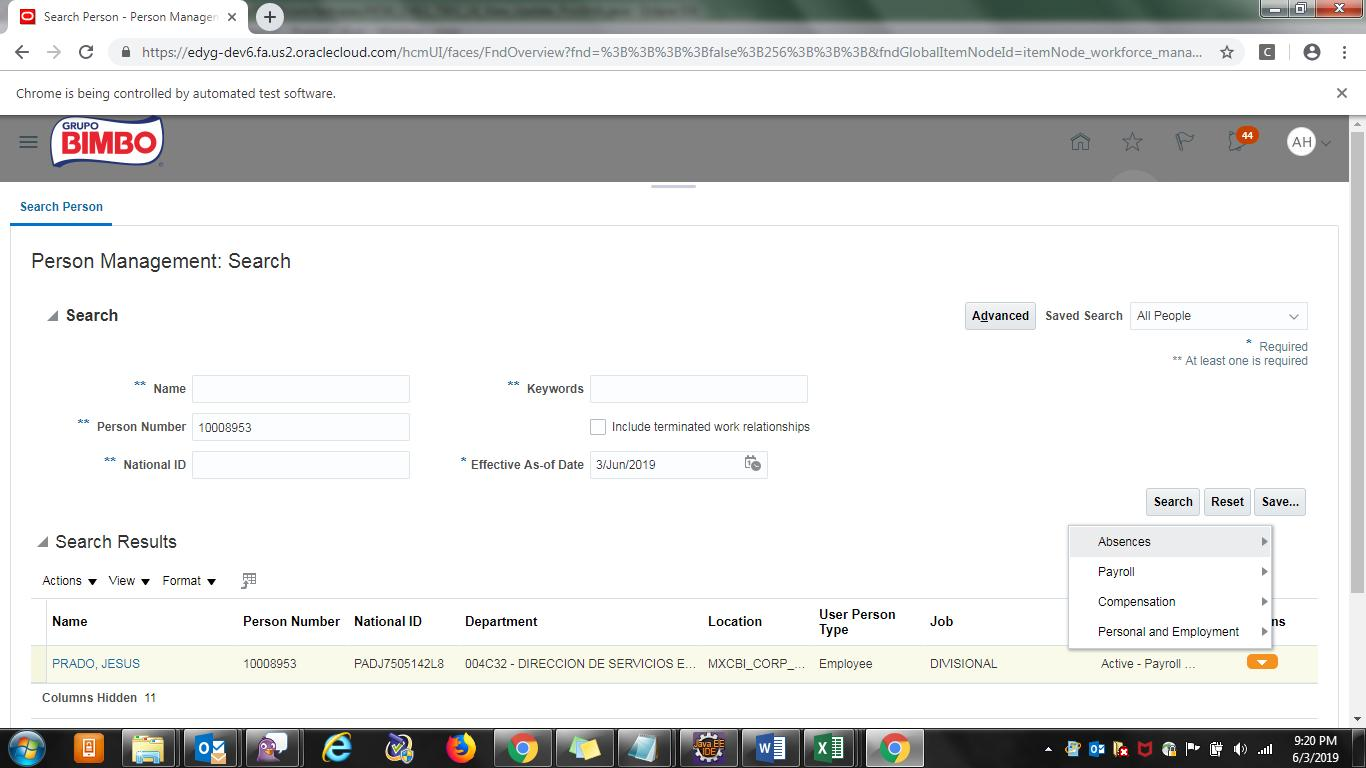 Search Person - Person Managem
https://edyg-dev6.fa.us2.oraclecloud.com/hcmUI/faces/FndOverview?fnd=%3B%3B%3B%3Bfalse%3B256%3B%3B%3B&fndGlobalItemNodeId=itemNode_workforce_mana...
C
Chrome is being controlled by automated test software.
GRUPO
BIMBO
44
AH
Search Person
Person Management: Search
Search
Advanced Saved Search All People
* Required
** At least one is required
** Name
** Keywords
** Person Number 10008953
Include terminated work relationships
** National ID
* Effective As-of Date 3/Jun/2019
Search Reset Save...
Search Results
Absences
Payroll
Compensation
Personal and Employment
Actions View Format
Name Person Number National ID Department Location User Person Type Job ns
PRADO, JESUS 10008953 PADJ7505142L8 004C32 - DIRECCION DE SERVICIOS E... MXCBI_CORP_... Employee DIVISIONAL Active - Payroll ...
Columns Hidden 11
Java EE
IDE
9:20 PM
6/3/2019